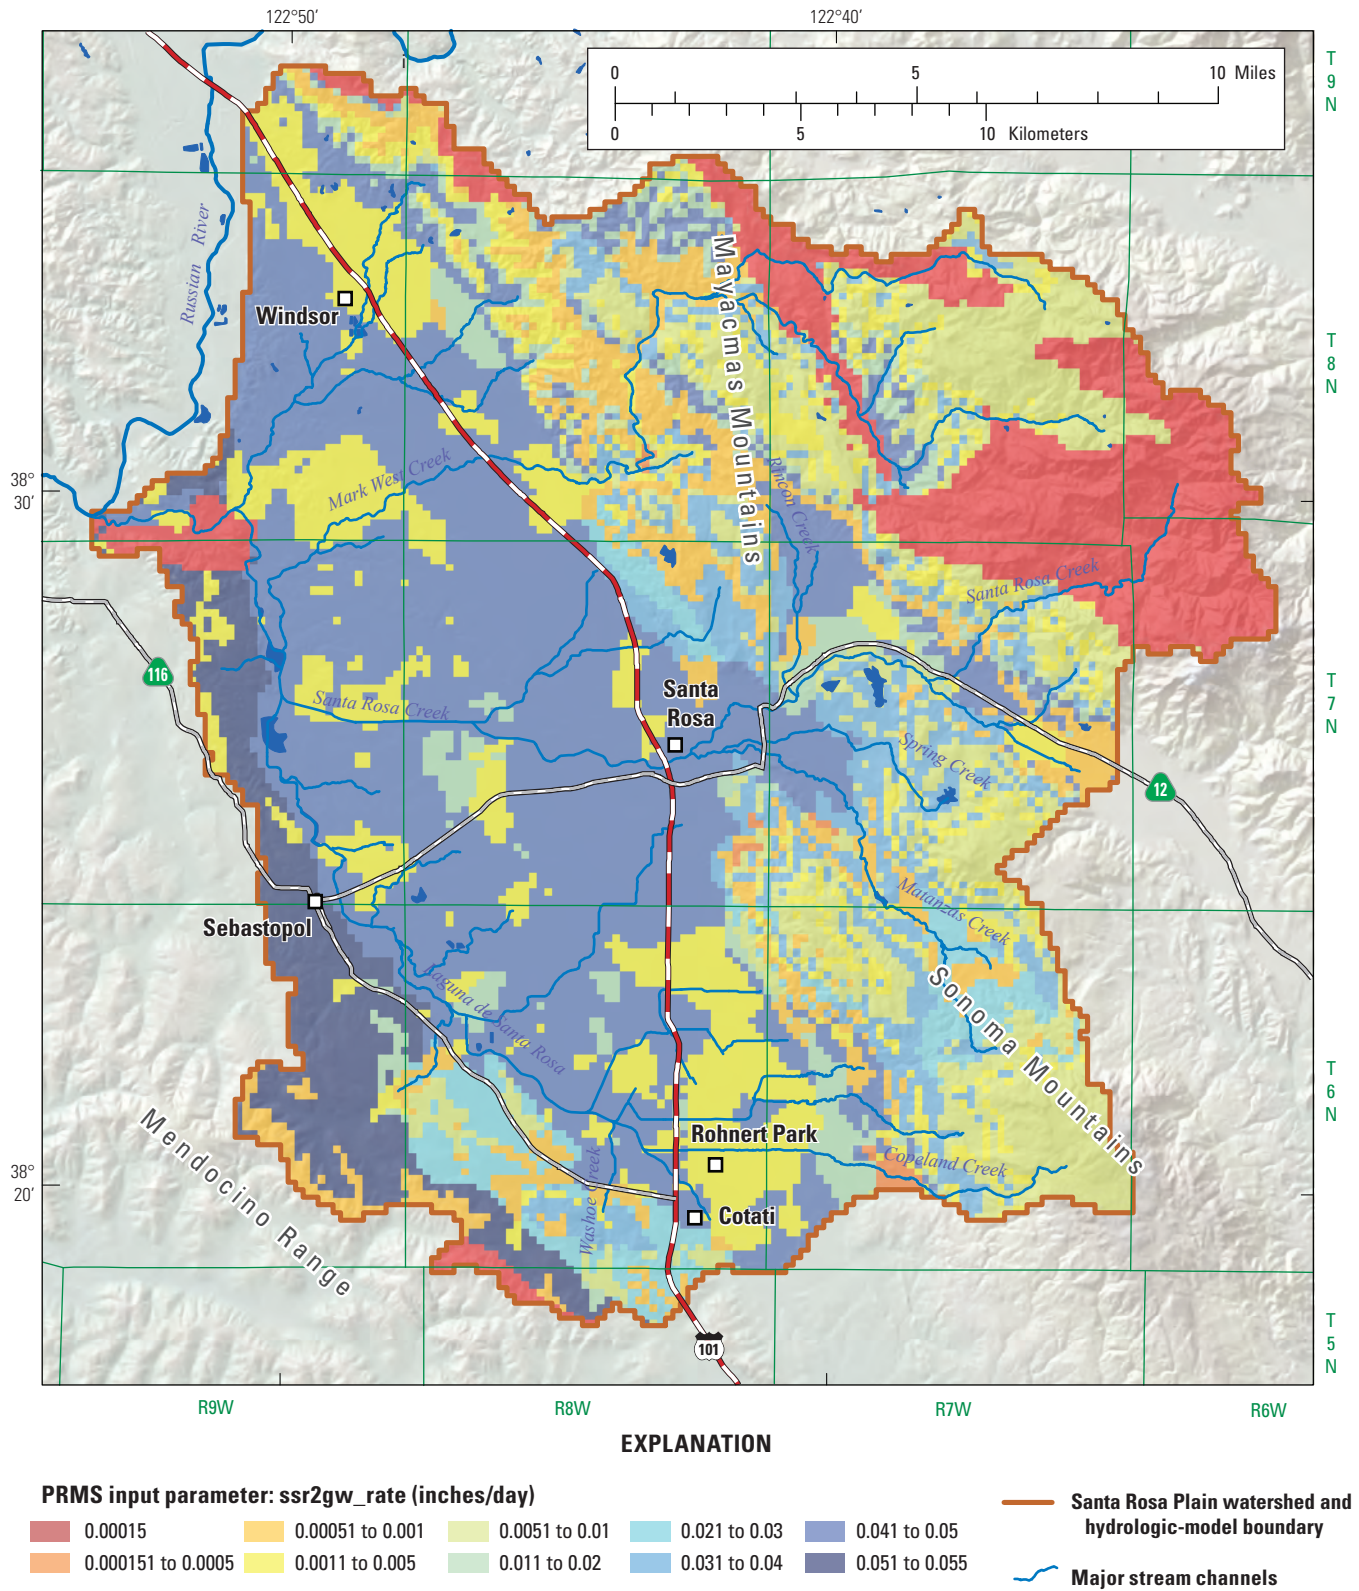 122°50′
122°40′
0 5 10 Miles
0 5 10 Kilometers
T
9
N
Russian River
Windsor
Mayacmas Mountains
T
8
N
Mark West Creek
Rincon Creek
38°
30′
Santa Rosa Creek
116
Santa Rosa Creek
Santa
Rosa
T
7
N
Spring Creek
12
Matanzas Creek
Sebastopol
Laguna de Santa Rosa
Sonoma Mountains
T
6
N
Mendocino Range
Rohnert Park
Copeland Creek
38°
20′
Washoe Creek
Cotati
T
5
N
101
R9W R8W R7W R6W
EXPLANATION
PRMS input parameter: ssr2gw_rate (inches/day)
0.00015
0.000151 to 0.0005
0.00051 to 0.001
0.0011 to 0.005
0.0051 to 0.01
0.011 to 0.02
0.021 to 0.03
0.031 to 0.04
0.041 to 0.05
0.051 to 0.055
Santa Rosa Plain watershed and
hydrologic-model boundary
Major stream channels